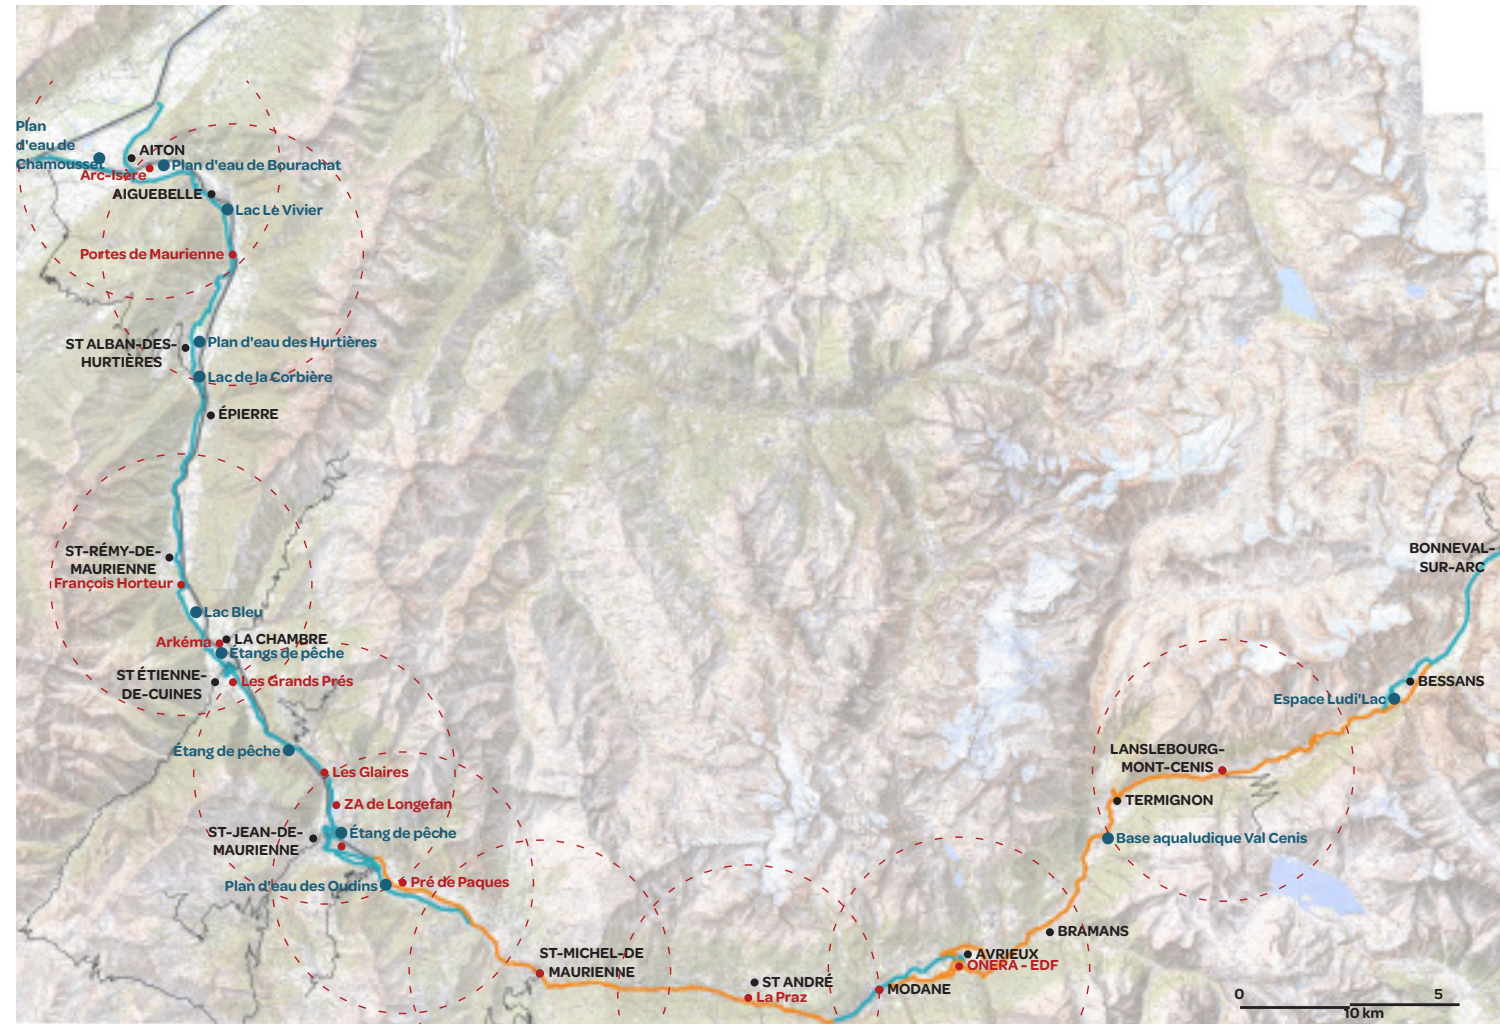 Plan
d'eau de
Chamousset
AITON
Arc-Isère
Plan d'eau de Bourachat
AIGUEBELLE
Lac Le Vivier
Portes de Maurienne
ST ALBAN-DES-
HURTIÈRES
Plan d'eau des Hurtières
Lac de la Corbière
ÉPIERRE
ST-RÉMY-DE-
MAURIENNE
François Horteur
Lac Bleu
Arkéma
LA CHAMBRE
Étangs de pêche
ST ÉTIENNE-
DE-CUINES
Les Grands Prés
Étang de pêche
Les Glaires
ZA de Longefan
ST-JEAN-DE-
MAURIENNE
Étang de pêche
Plan d'eau des Oudins
Pré de Paques
ST-MICHEL-DE
MAURIENNE
ST ANDRÉ
La Praz
MODANE
AVRIEUX
ONERA - EDF
BRAMANS
Base aqualudique Val Cenis
TERMIGNON
LANSLEBOURG-
MONT-CENIS
Espace Ludi'Lac
BESSANS
BONNEVAL-
SUR-ARC
0 5
10 km